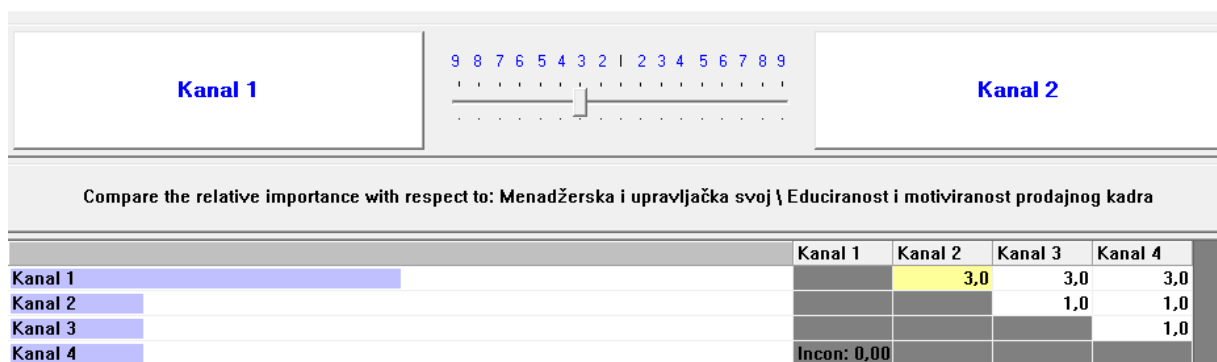 Kanal 1
9 8 7 6 5 4 3 2 1 2 3 4 5 6 7 8 9
Kanal 2
Compare the relative importance with respect to: Menadžerska i upravljačka svoj \ Educiranost i motiviranost prodajnog kadra
Kanal 1 Kanal 2 Kanal 3 Kanal 4
Kanal 1 3,0 3,0 3,0
Kanal 2 1,0 1,0
Kanal 3 1,0
Kanal 4 Incon: 0,00